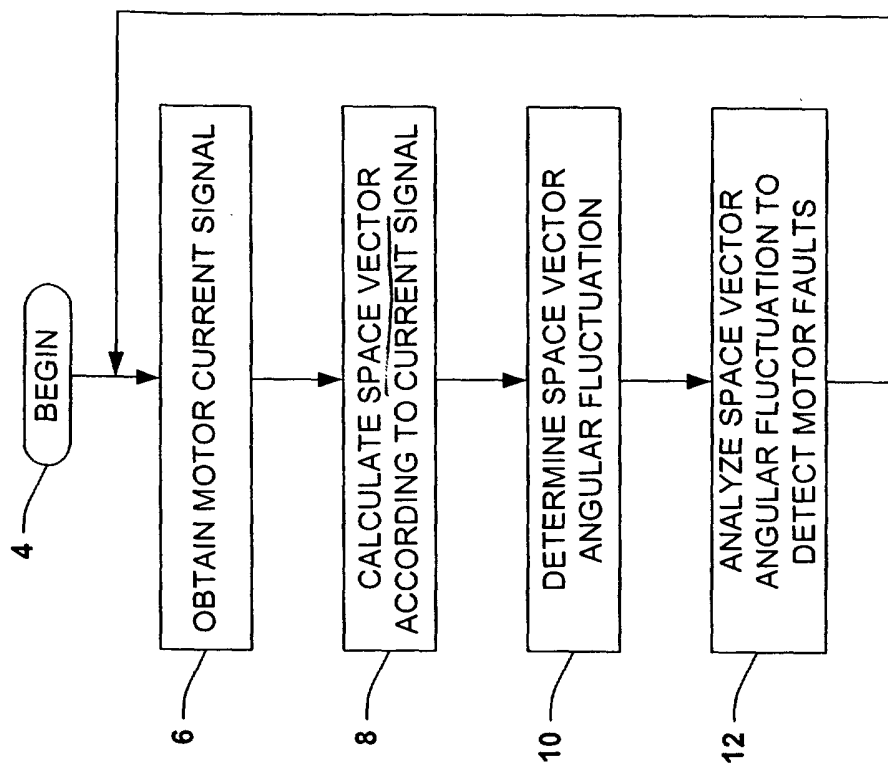 4
BEGIN
6
OBTAIN MOTOR CURRENT SIGNAL
8
CALCULATE SPACE VECTOR
ACCORDING TO CURRENT SIGNAL
10
DETERMINE SPACE VECTOR
ANGULAR FLUCTUATION
12
ANALYZE SPACE VECTOR
ANGULAR FLUCTUATION TO
DETECT MOTOR FAULTS